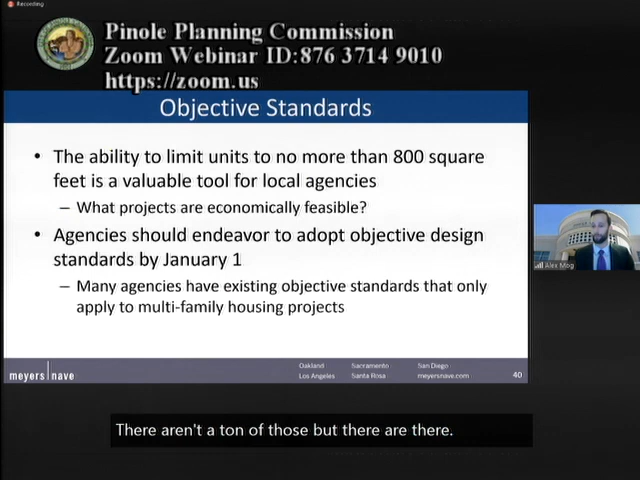 Recording
Pinole Planning Commission
Zoom Webinar ID:876 3714 9010
https://zoom.us
Objective Standards
• The ability to limit units to no more than 800 square
feet is a valuable tool for local agencies
– What projects are economically feasible?
• Agencies should endeavor to adopt objective design
standards by January 1
– Many agencies have existing objective standards that only
apply to multi-family housing projects
Alex Mog
meyers | nave
Oakland Sacramento San Diego
Los Angeles Santa Rosa meyersnave.com
40
There aren't a ton of those but there are there.